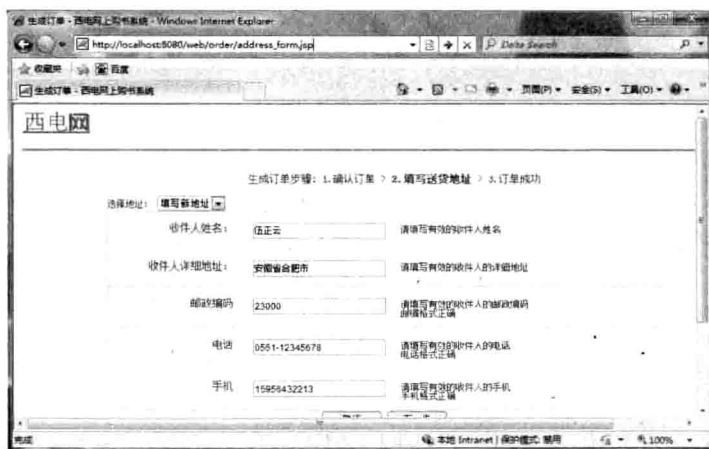 生成订单 - 西电网上购书系统 - Windows Internet Explorer
http://localhost:8080/web/order/address_form.jsp
Delta Search
收藏夹 百度
生成订单 - 西电网上购书系统 页面(P) 安全(S) 工具(O)
西电网
生成订单步骤: 1.确认订单 > 2.填写送货地址 > 3.订单成功
选择地址: 填写新地址
收件人姓名: 伍正云 请填写有效的收件人姓名
收件人详细地址: 安徽省合肥市 请填写有效的收件人的详细地址
邮政编码 23000 请填写有效的收件人的邮政编码
邮编格式正确
电话 0551-12345678 请填写有效的收件人的电话
电话格式正确
手机 15956432213 请填写有效的收件人的手机
手机格式正确
完成 本地 Intranet | 保护模式: 禁用 100%